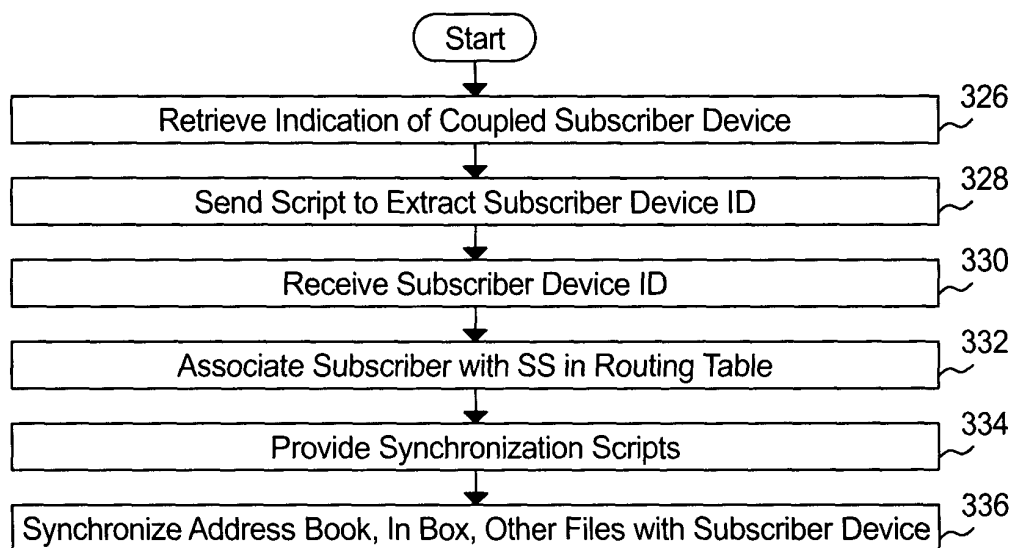 Start
326
Retrieve Indication of Coupled Subscriber Device
328
Send Script to Extract Subscriber Device ID
330
Receive Subscriber Device ID
332
Associate Subscriber with SS in Routing Table
334
Provide Synchronization Scripts
336
Synchronize Address Book, In Box, Other Files with Subscriber Device